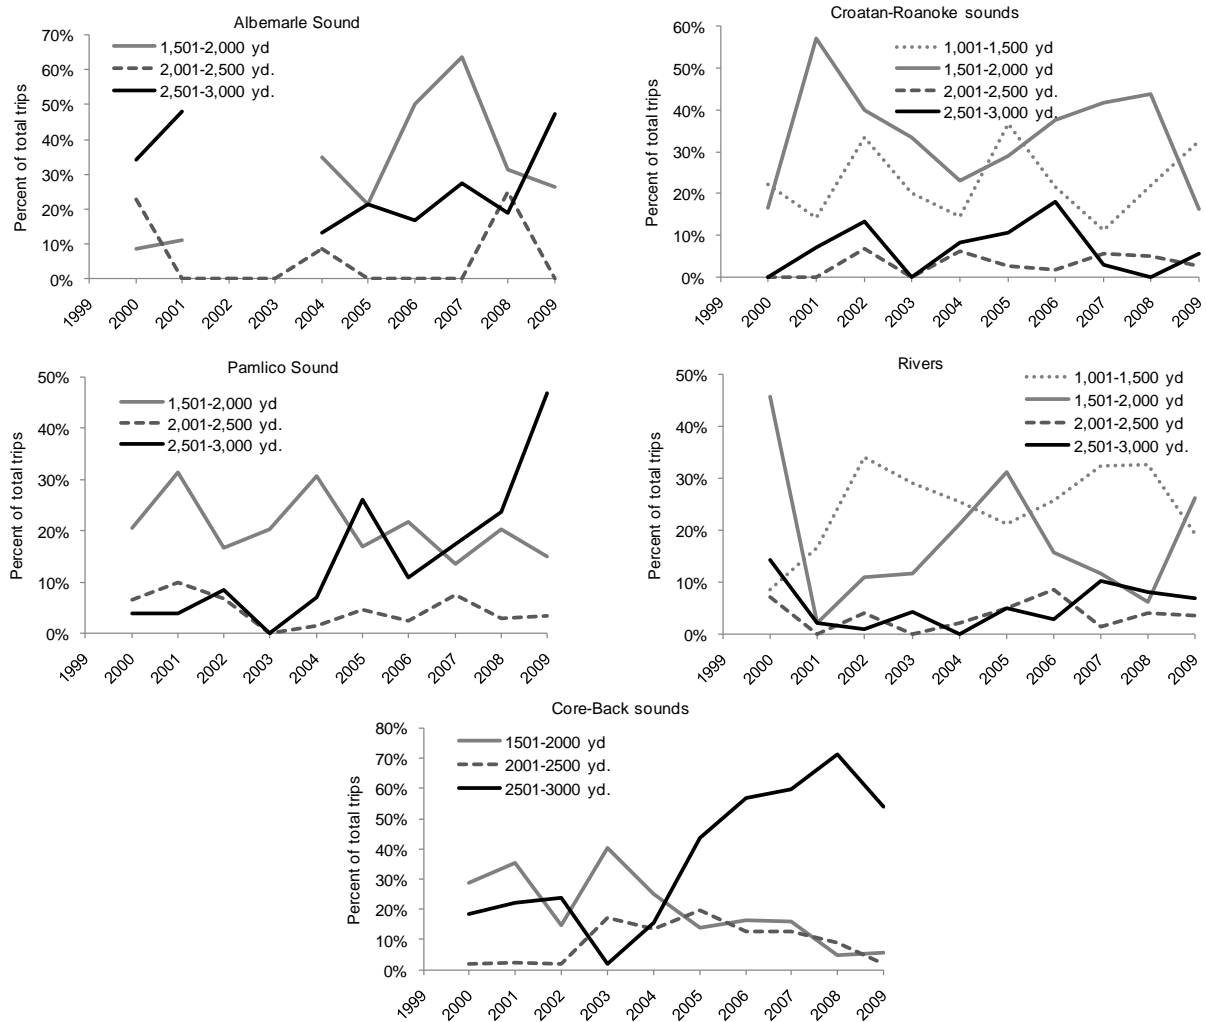 Albemarle Sound
Percent of total trips
70%
60%
50%
40%
30%
20%
10%
0%
1,501-2,000 yd
2,001-2,500 yd.
2,501-3,000 yd.
1999 2000 2001 2002 2003 2004 2005 2006 2007 2008 2009
Croatan-Roanoke sounds
Percent of total trips
60%
50%
40%
30%
20%
10%
0%
1,001-1,500 yd
1,501-2,000 yd
2,001-2,500 yd.
2,501-3,000 yd.
1999 2000 2001 2002 2003 2004 2005 2006 2007 2008 2009
Pamlico Sound
Percent of total trips
50%
40%
30%
20%
10%
0%
1,501-2,000 yd
2,001-2,500 yd.
2,501-3,000 yd.
1999 2000 2001 2002 2003 2004 2005 2006 2007 2008 2009
Rivers
Percent of total trips
50%
40%
30%
20%
10%
0%
1,001-1,500 yd
1,501-2,000 yd
2,001-2,500 yd
2,501-3,000 yd.
1999 2000 2001 2002 2003 2004 2005 2006 2007 2008 2009
Core-Back sounds
Percent of total trips
80%
70%
60%
50%
40%
30%
20%
10%
0%
1501-2000 yd
2001-2500 yd.
2501-3000 yd.
1999 2000 2001 2002 2003 2004 2005 2006 2007 2008 2009